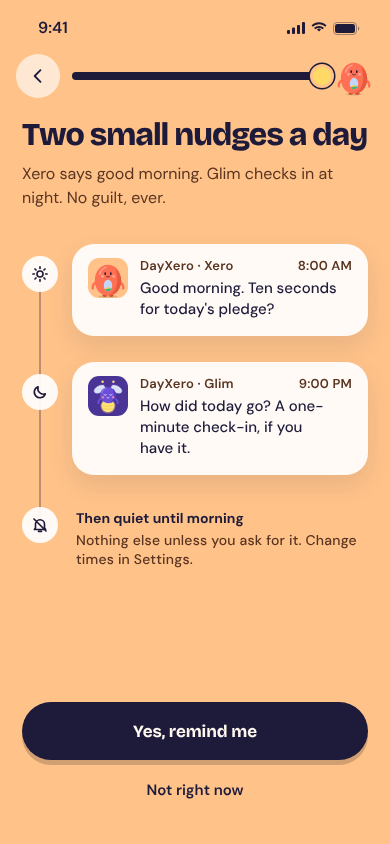 9:41
Two small nudges a day
Xero says good morning. Glim checks in at
night. No guilt, ever.
DayXero · Xero 8:00 AM
Good morning. Ten seconds
for today's pledge?
DayXero · Glim 9:00 PM
How did today go? A one-
minute check-in, if you
have it.
Then quiet until morning
Nothing else unless you ask for it. Change
times in Settings.
Yes, remind me
Not right now